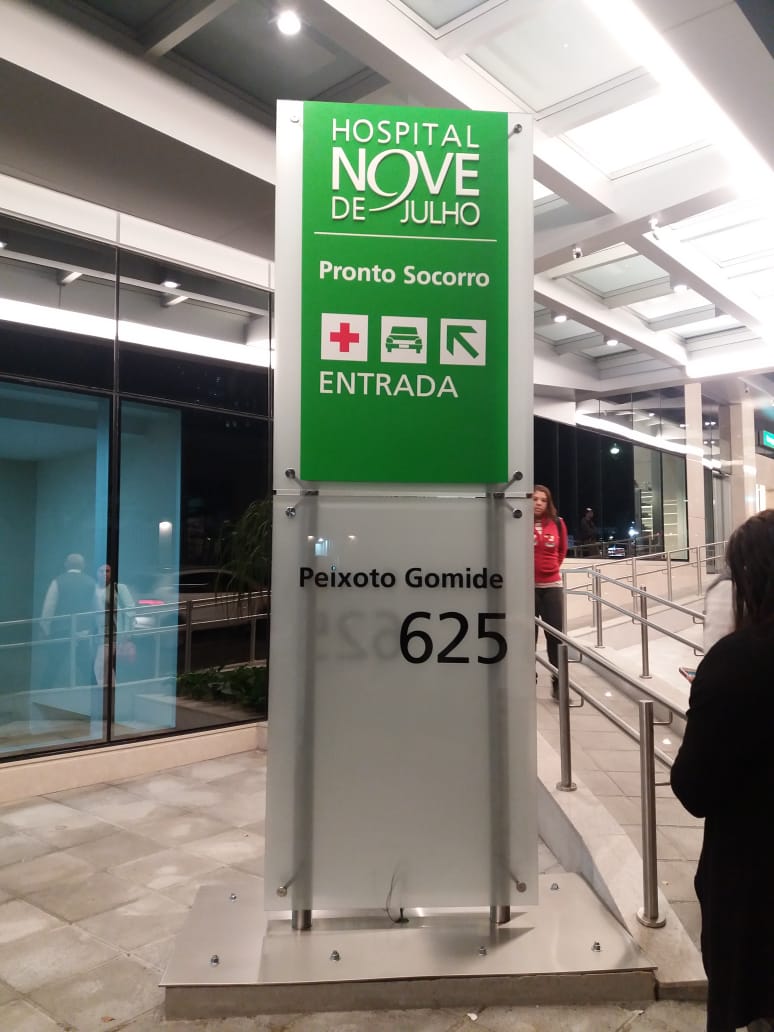 HOSPITAL
NOVE
DE JULHO
Pronto Socorro
ENTRADA
Peixoto Gomide
625